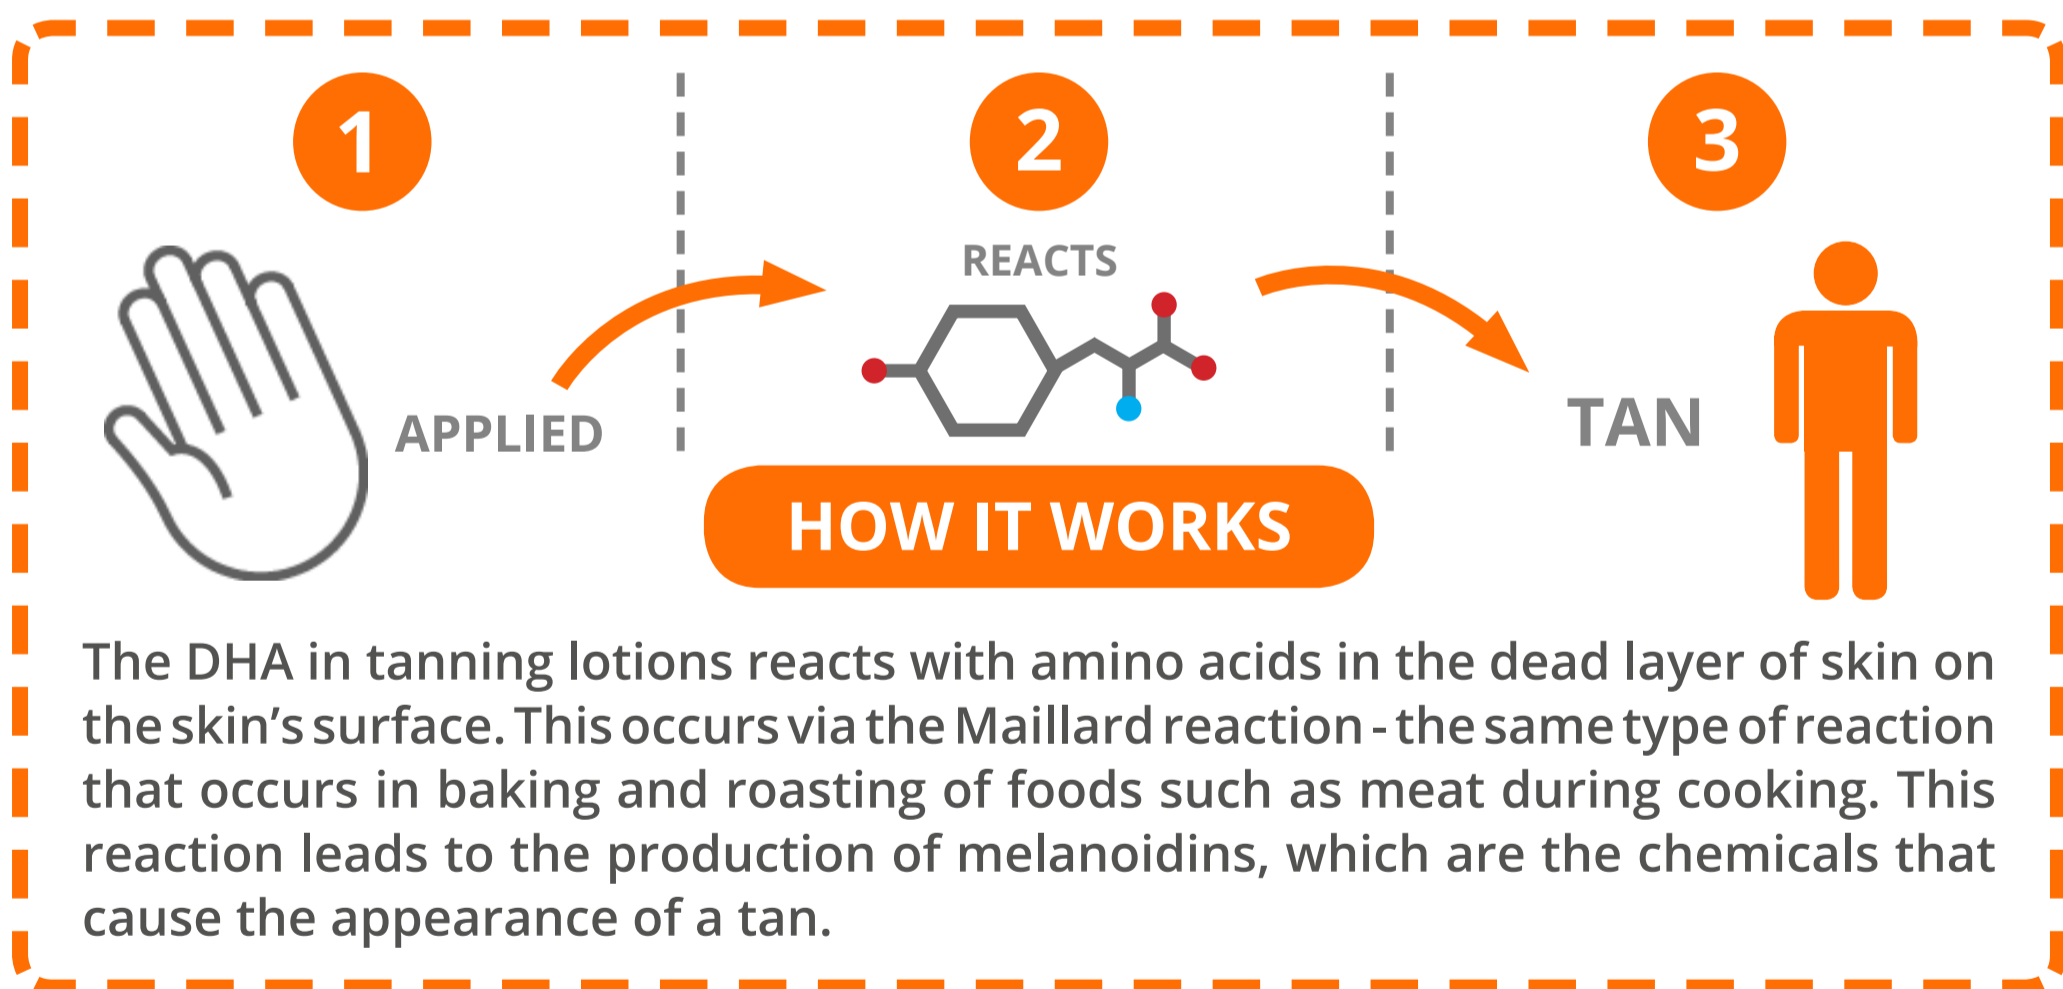 1
2
3
REACTS
APPLIED
TAN
HOW IT WORKS
The DHA in tanning lotions reacts with amino acids in the dead layer of skin on
the skin’s surface. This occurs via the Maillard reaction - the same type of reaction
that occurs in baking and roasting of foods such as meat during cooking. This
reaction leads to the production of melanoidins, which are the chemicals that
cause the appearance of a tan.